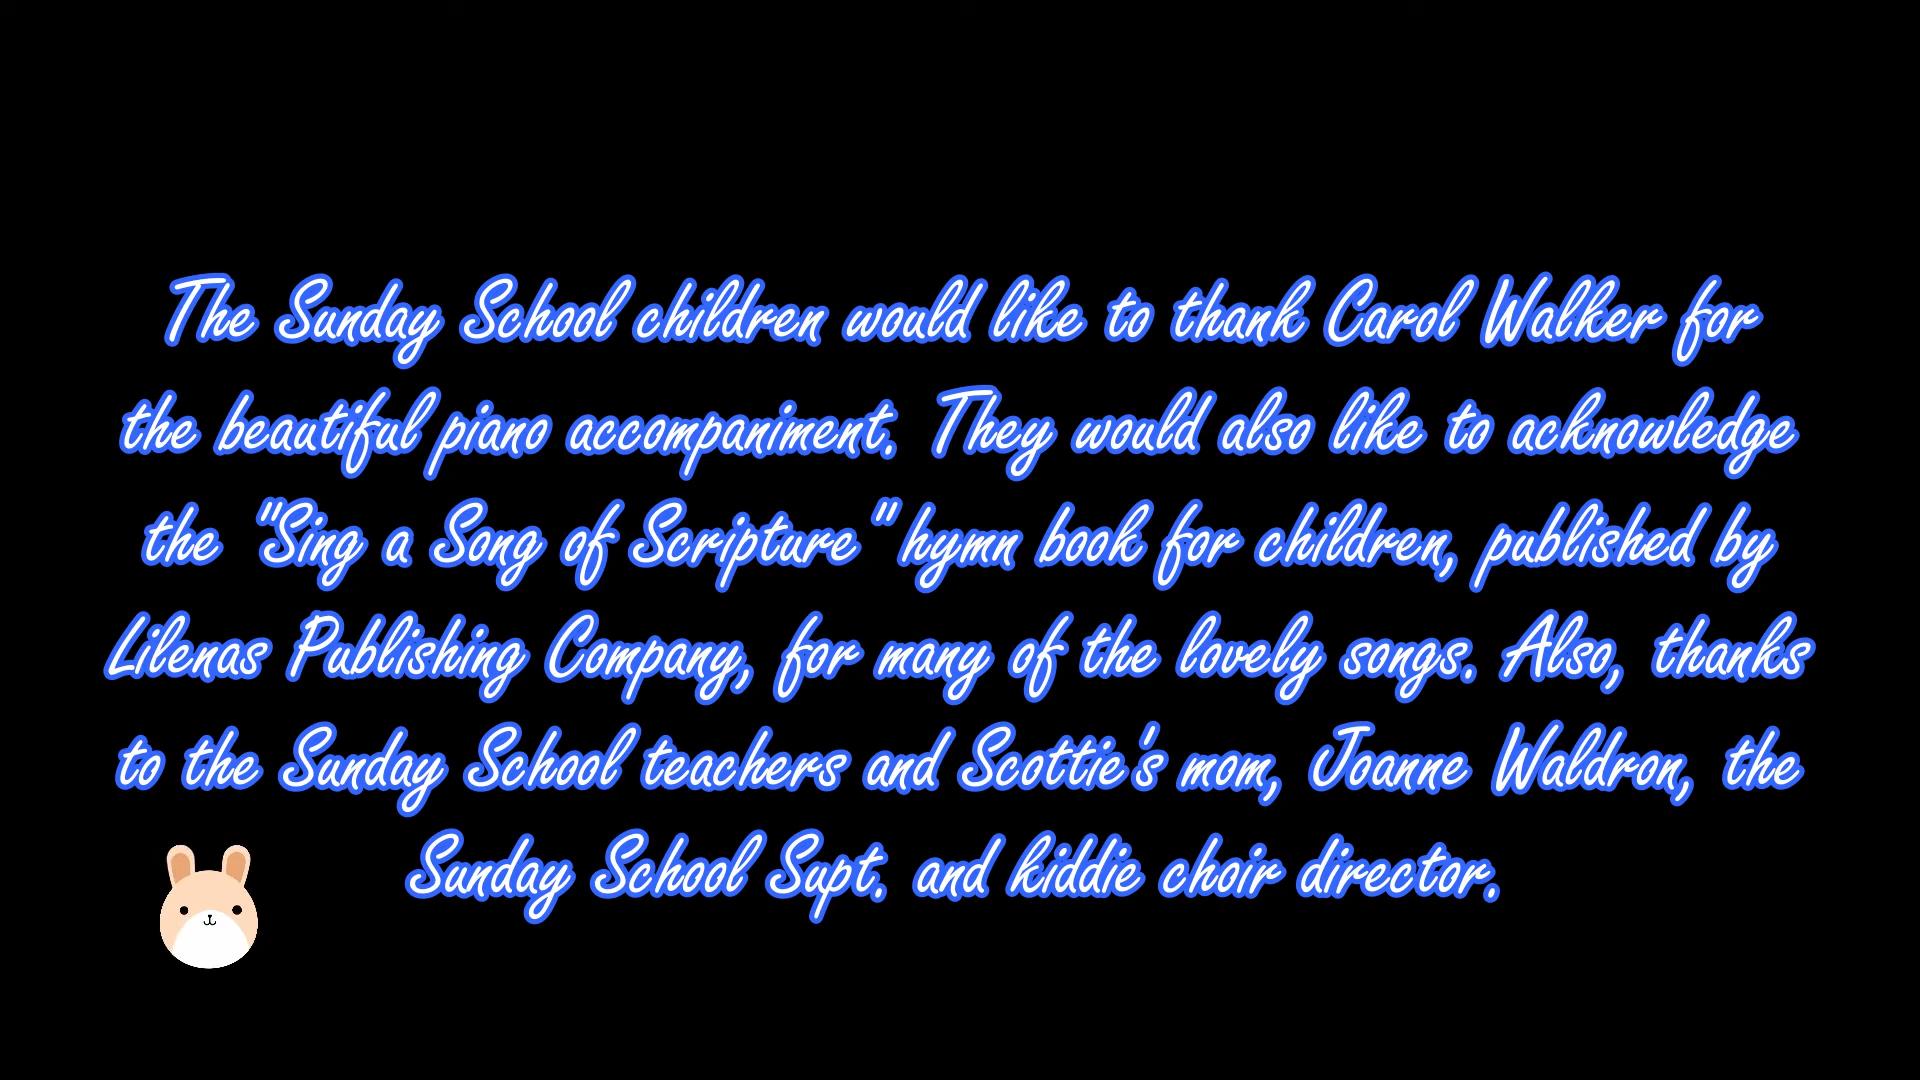 The Sunday School children would like to thank Carol Walker for
the beautiful piano accompaniment. They would also like to acknowledge
the "Sing a Song of Scripture" hymn book for children, published by
Lilenas Publishing Company, for many of the lovely songs. Also, thanks
to the Sunday School teachers and Scottie's mom, Joanne Waldron, the
Sunday School Supt. and kiddie choir director.